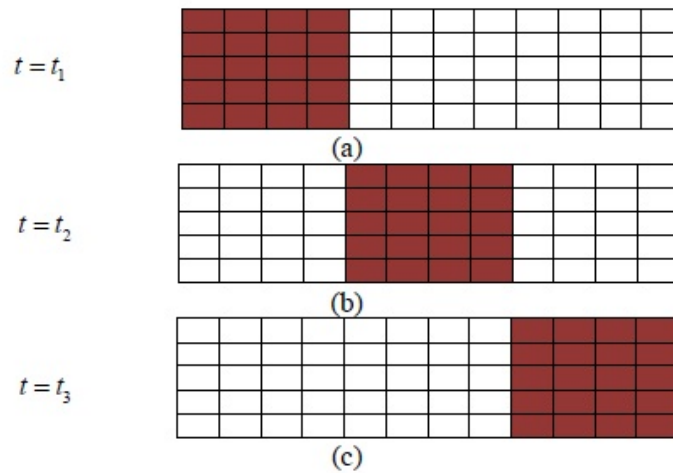 t = t₁
(a)
t = t₂
(b)
t = t₃
(c)